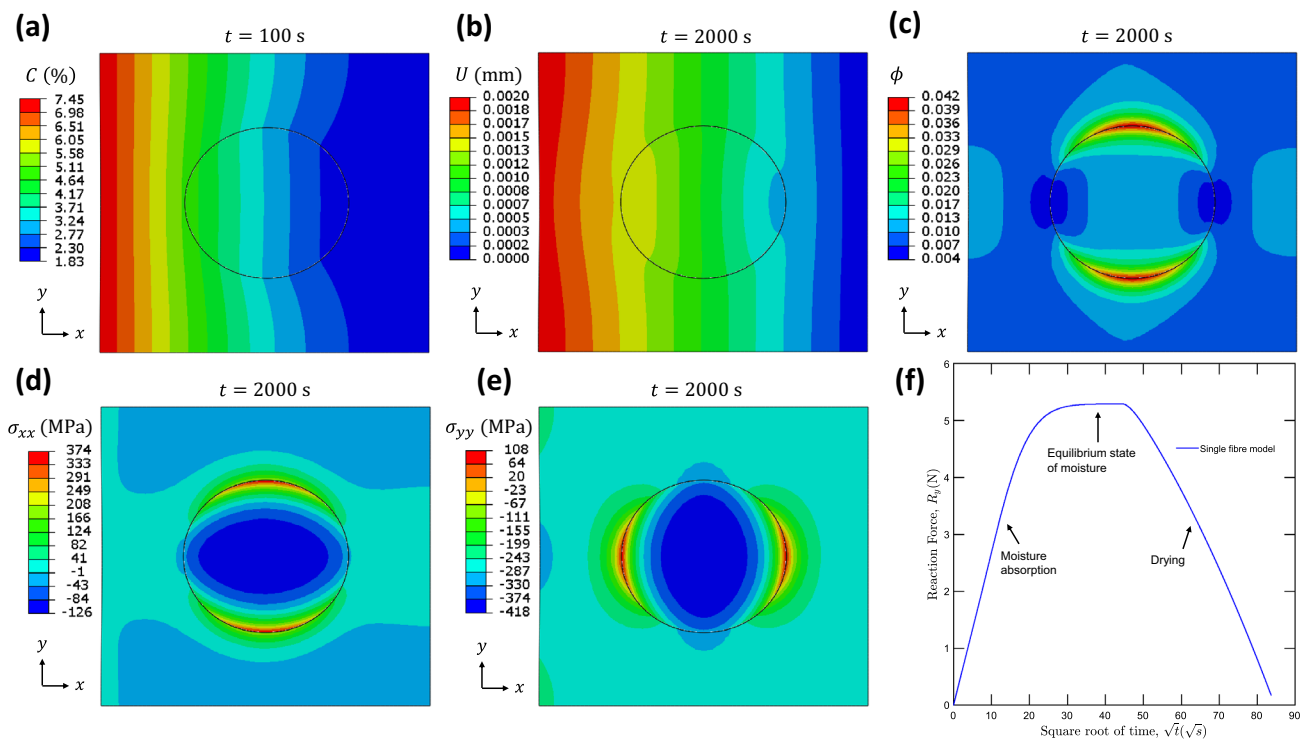 (a)
t = 100 s
C (%)
7.45
6.98
6.51
6.05
5.58
5.11
4.64
4.17
3.71
3.24
2.77
2.30
1.83
y
x
(b)
t = 2000 s
U (mm)
0.0020
0.0018
0.0017
0.0015
0.0013
0.0012
0.0010
0.0008
0.0007
0.0005
0.0003
0.0002
0.0000
y
x
(c)
t = 2000 s
ϕ
0.042
0.039
0.036
0.033
0.029
0.026
0.023
0.020
0.017
0.013
0.010
0.007
0.004
y
x
(d)
t = 2000 s
σxx (MPa)
374
333
291
249
208
166
124
82
41
-1
-43
-84
-126
y
x
(e)
t = 2000 s
σyy (MPa)
108
64
20
-23
-67
-111
-155
-199
-243
-287
-330
-374
-418
y
x
(f)
6
5
4
3
2
1
0
Reaction Force, Ry(N)
Single fibre model
Equilibrium state
of moisture
Moisture
absorption
Drying
0 10 20 30 40 50 60 70 80 90
Square root of time, √t(√s)